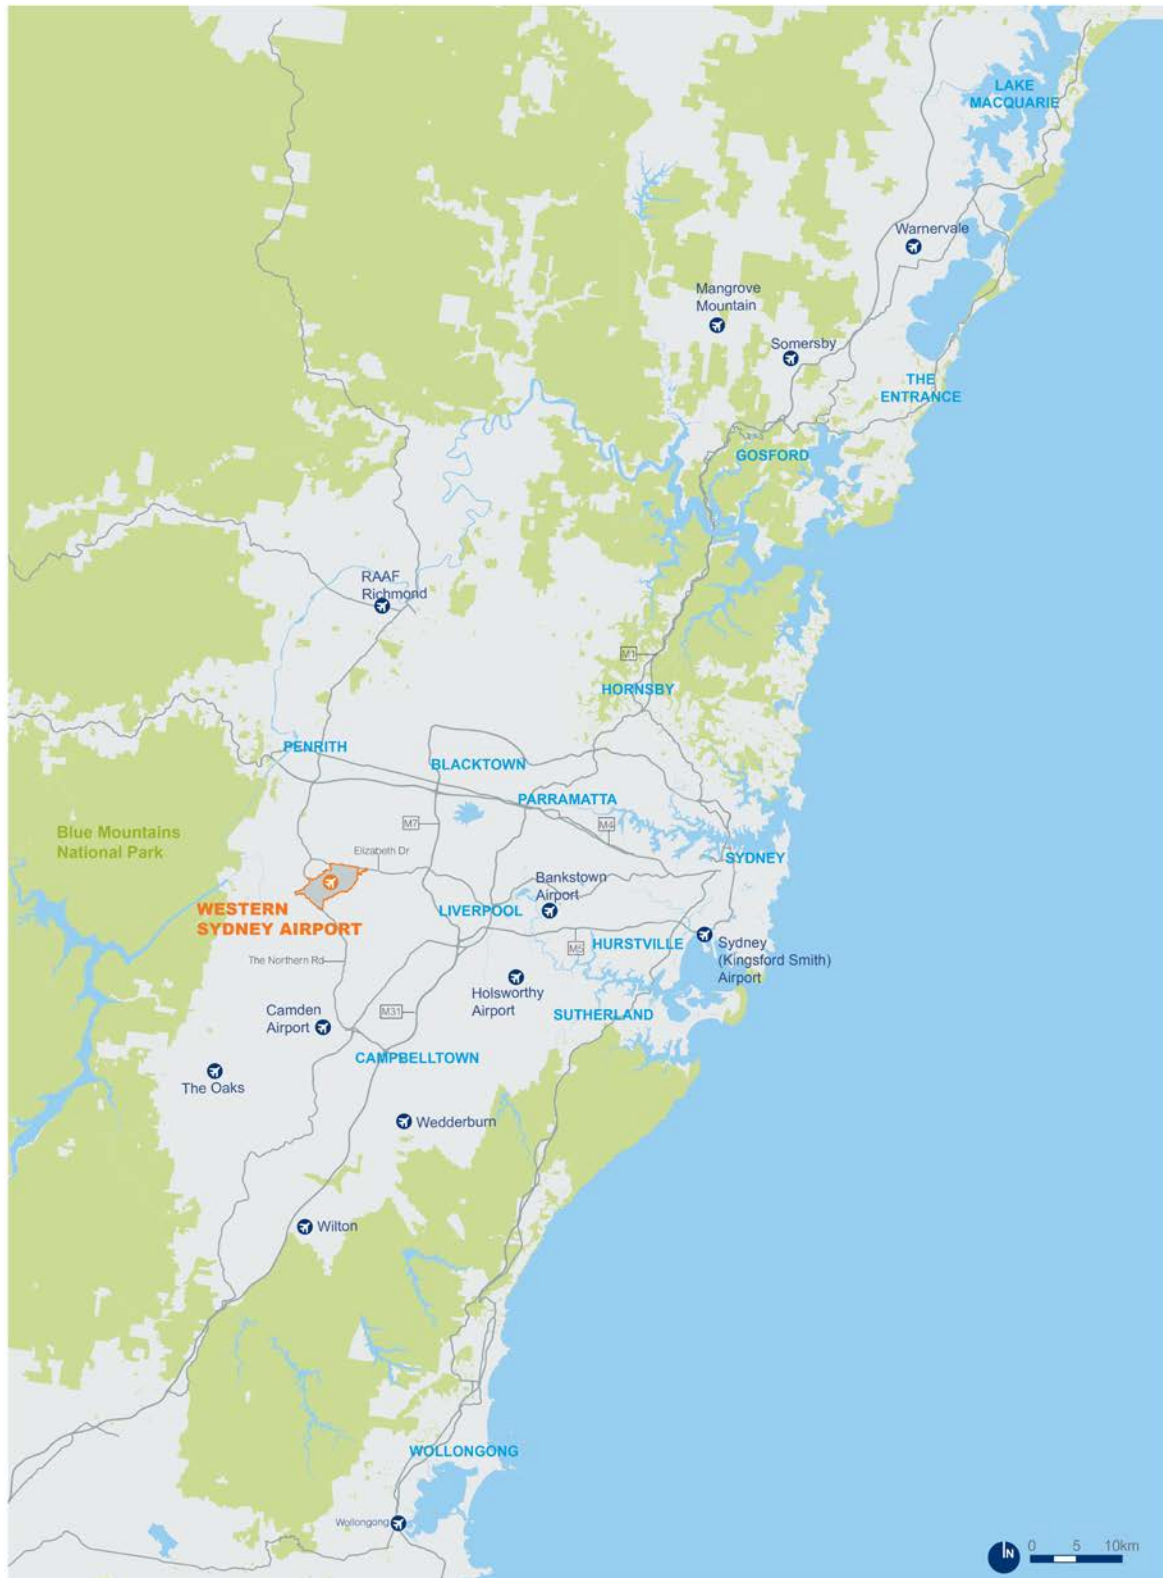 LAKE
MACQUARIE
Warnervale
Mangrove
Mountain
Somersby
THE
ENTRANCE
GOSFORD
RAAF
Richmond
M1
HORNSBY
PENRITH
BLACKTOWN
PARRAMATTA
M7
M4
Blue Mountains
National Park
Elizabeth Dr
SYDNEY
Bankstown
Airport
WESTERN
SYDNEY AIRPORT
LIVERPOOL
HURSTVILLE
M5
Sydney
(Kingsford Smith)
Airport
The Northern Rd
Holsworthy
Airport
Camden
Airport
M31
SUTHERLAND
CAMPBELLTOWN
The Oaks
Wedderburn
Wilton
WOLLONGONG
Wollongong
N
0 5 10km